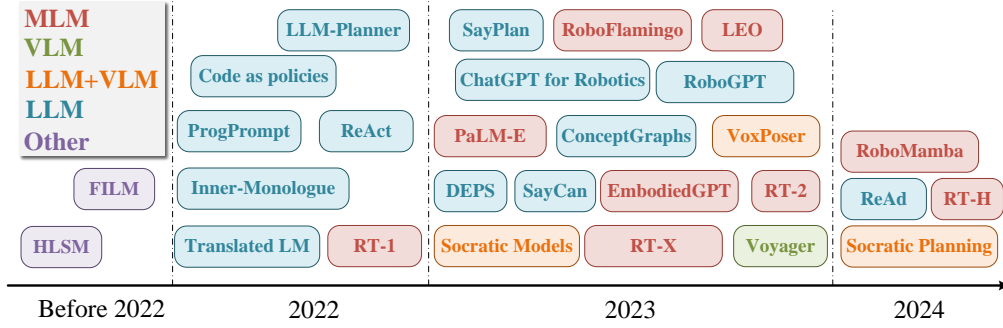 MLM
VLM
LLM+VLM
LLM
Other
FILM
HLSM
LLM-Planner
Code as policies
ProgPrompt
ReAct
Inner-Monologue
Translated LM
RT-1
SayPlan
RoboFlamingo
LEO
ChatGPT for Robotics
RoboGPT
PaLM-E
ConceptGraphs
VoxPoser
DEPS
SayCan
EmbodiedGPT
RT-2
Socratic Models
RT-X
Voyager
RoboMamba
ReAd
RT-H
Socratic Planning
Before 2022
2022
2023
2024